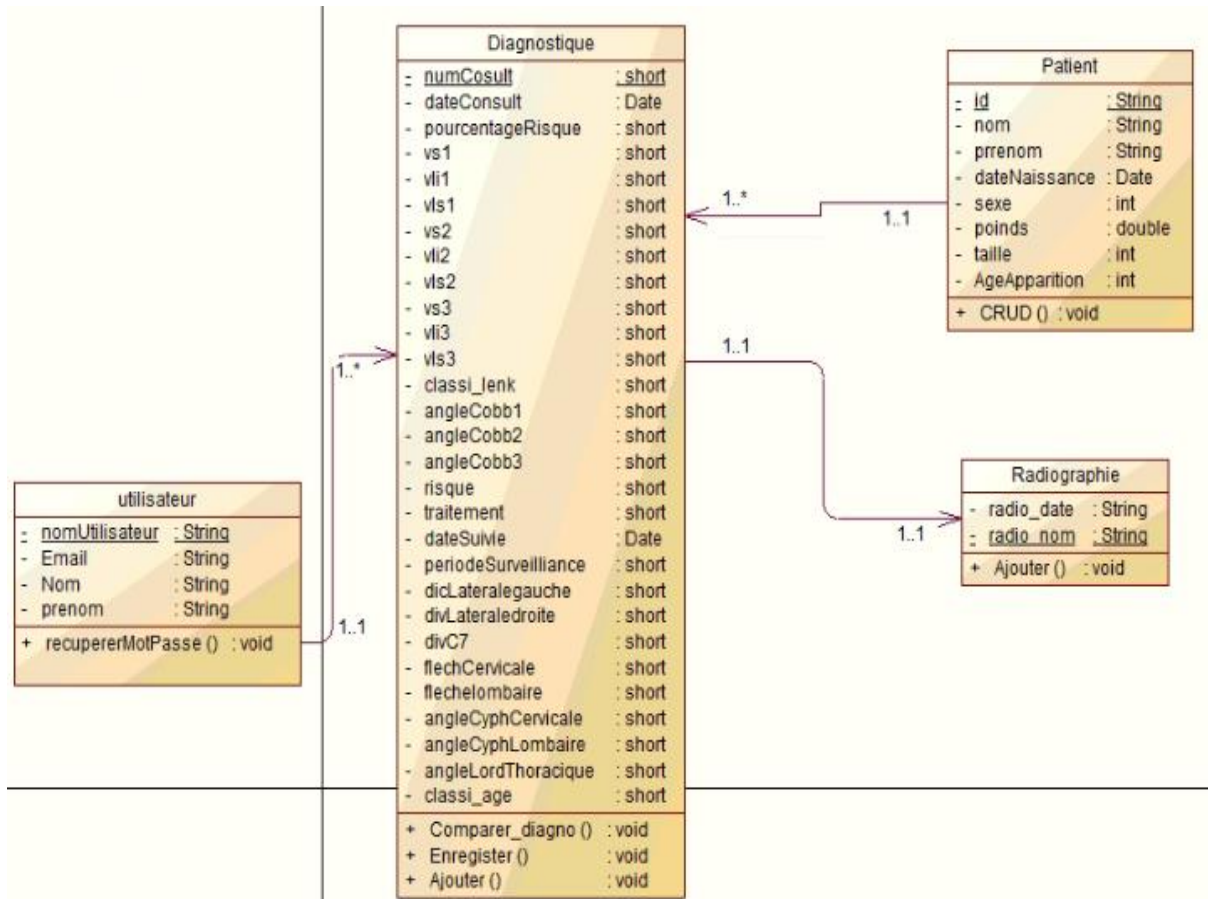 Diagnostique
- numCosult : short
- dateConsult : Date
- pourcentageRisque : short
- vs1 : short
- vli1 : short
- vls1 : short
- vs2 : short
- vli2 : short
- vls2 : short
- vs3 : short
- vli3 : short
- vls3 : short
- classi_lenk : short
- angleCobb1 : short
- angleCobb2 : short
- angleCobb3 : short
- risque : short
- traitement : short
- dateSuivie : Date
- periodeSurveilliance : short
- dicLateralegauche : short
- divLateraledroite : short
- divC7 : short
- flechCervicale : short
- flechelombaire : short
- angleCyphCervicale : short
- angleCyphLombaire : short
- angleLordThoracique : short
- classi_age : short
+ Comparer_diagno () : void
+ Enregister () : void
+ Ajouter () : void
Patient
- id : String
- nom : String
- prrenom : String
- dateNaissance : Date
- sexe : int
- poinds : double
- taille : int
- AgeApparition : int
+ CRUD () : void
1..*
1..1
1..1
1..1
Radiographie
- radio_date : String
- radio_nom : String
+ Ajouter () : void
1..*
1..1
utilisateur
- nomUtilisateur : String
- Email : String
- Nom : String
- prenom : String
+ recupererMotPasse () : void